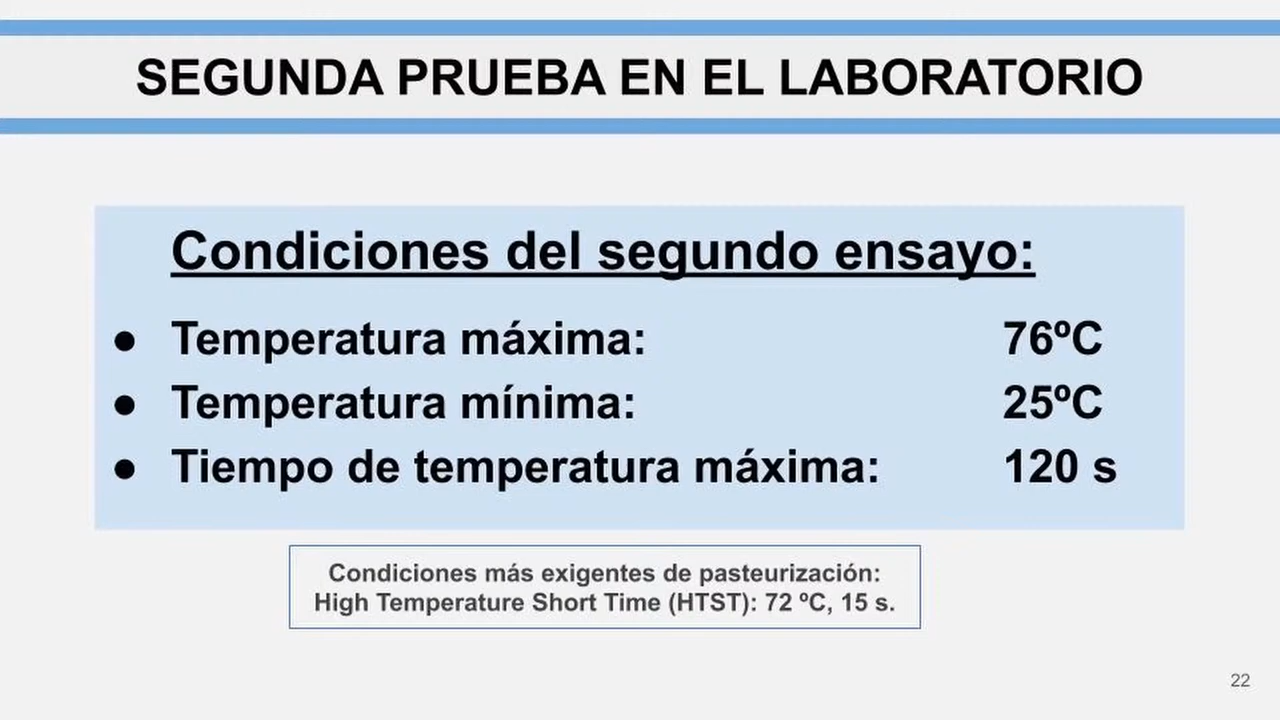 SEGUNDA PRUEBA EN EL LABORATORIO
Condiciones del segundo ensayo:
● Temperatura máxima: 76ºC
● Temperatura mínima: 25ºC
● Tiempo de temperatura máxima: 120 s
Condiciones más exigentes de pasteurización:
High Temperature Short Time (HTST): 72 ºC, 15 s.
22